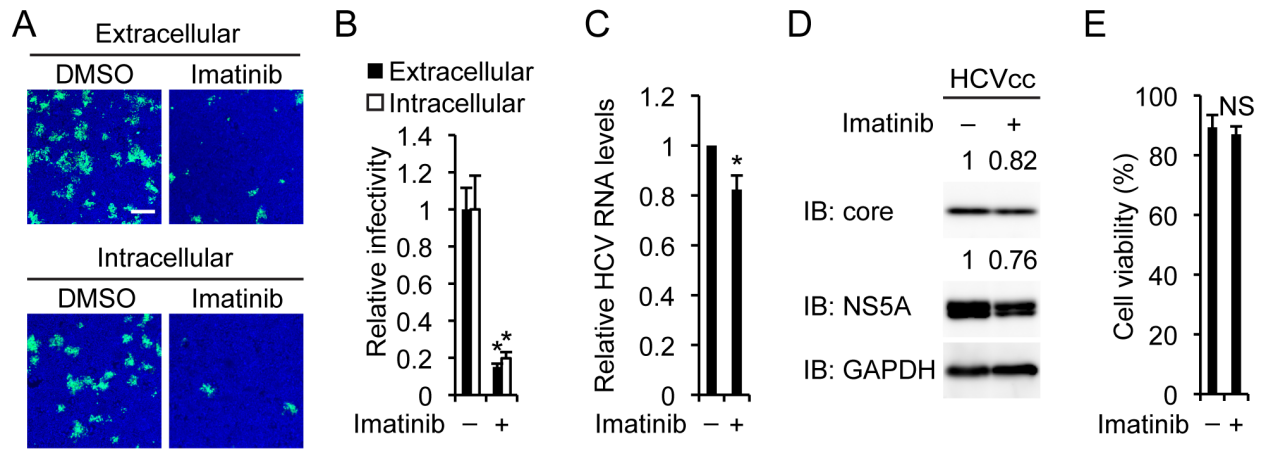 A
Extracellular
DMSO Imatinib
Intracellular
DMSO Imatinib
B
Extracellular
Intracellular
Relative infectivity
1.4
1.2
1
0.8
0.6
0.4
0.2
0
* *
Imatinib – +
C
Relative HCV RNA levels
1.2
1
0.8
0.6
0.4
0.2
0
*
Imatinib – +
D
HCVcc
Imatinib – +
1 0.82
IB: core
1 0.76
IB: NS5A
IB: GAPDH
E
Cell viability (%)
100
80
60
40
20
0
NS
Imatinib – +